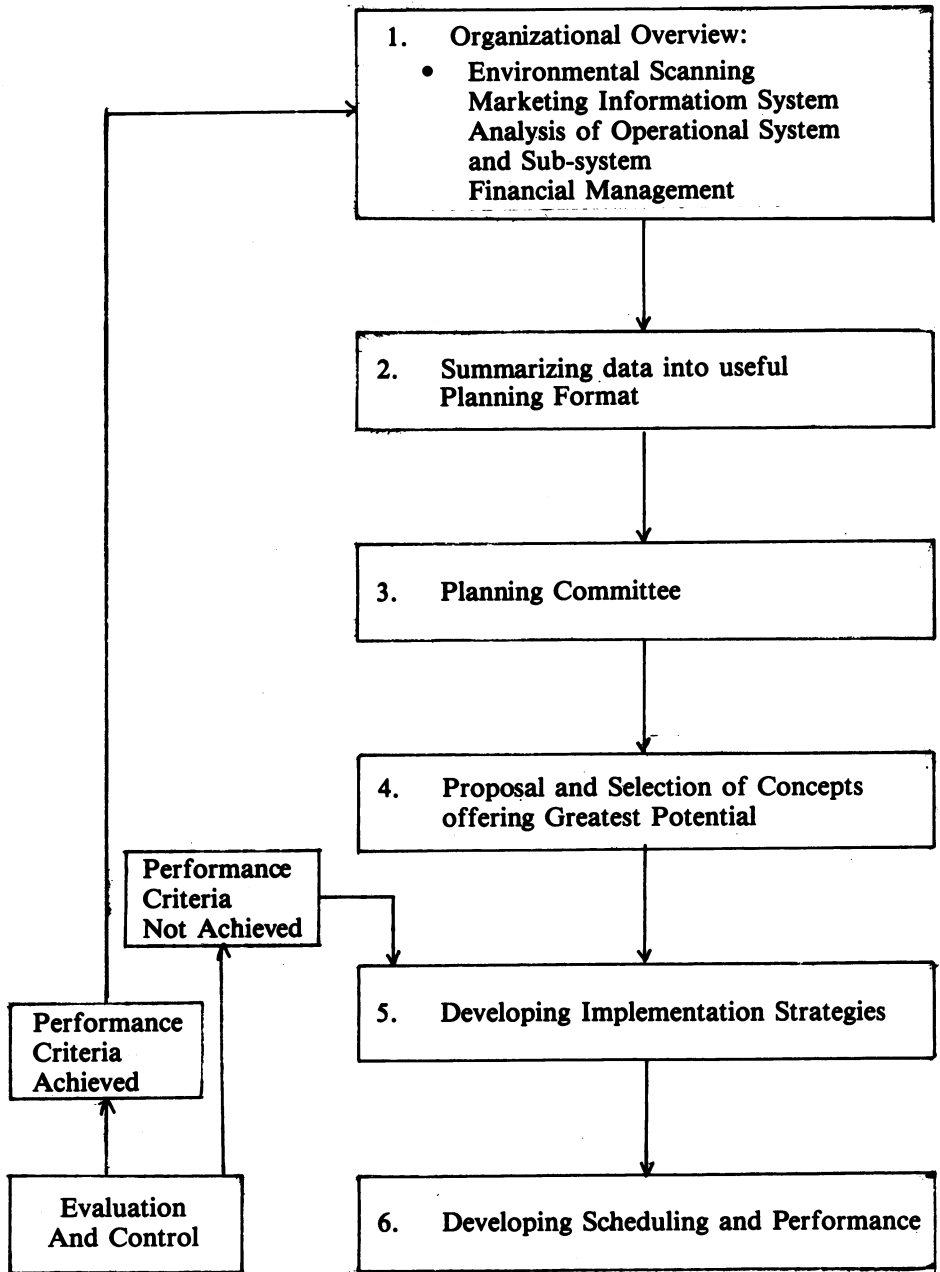 1. Organizational Overview:
• Environmental Scanning
Marketing Informatiom System
Analysis of Operational System
and Sub-system
Financial Management
2. Summarizing data into useful
Planning Format
3. Planning Committee
4. Proposal and Selection of Concepts
offering Greatest Potential
Performance
Criteria
Not Achieved
5. Developing Implementation Strategies
Performance
Criteria
Achieved
6. Developing Scheduling and Performance
Evaluation
And Control